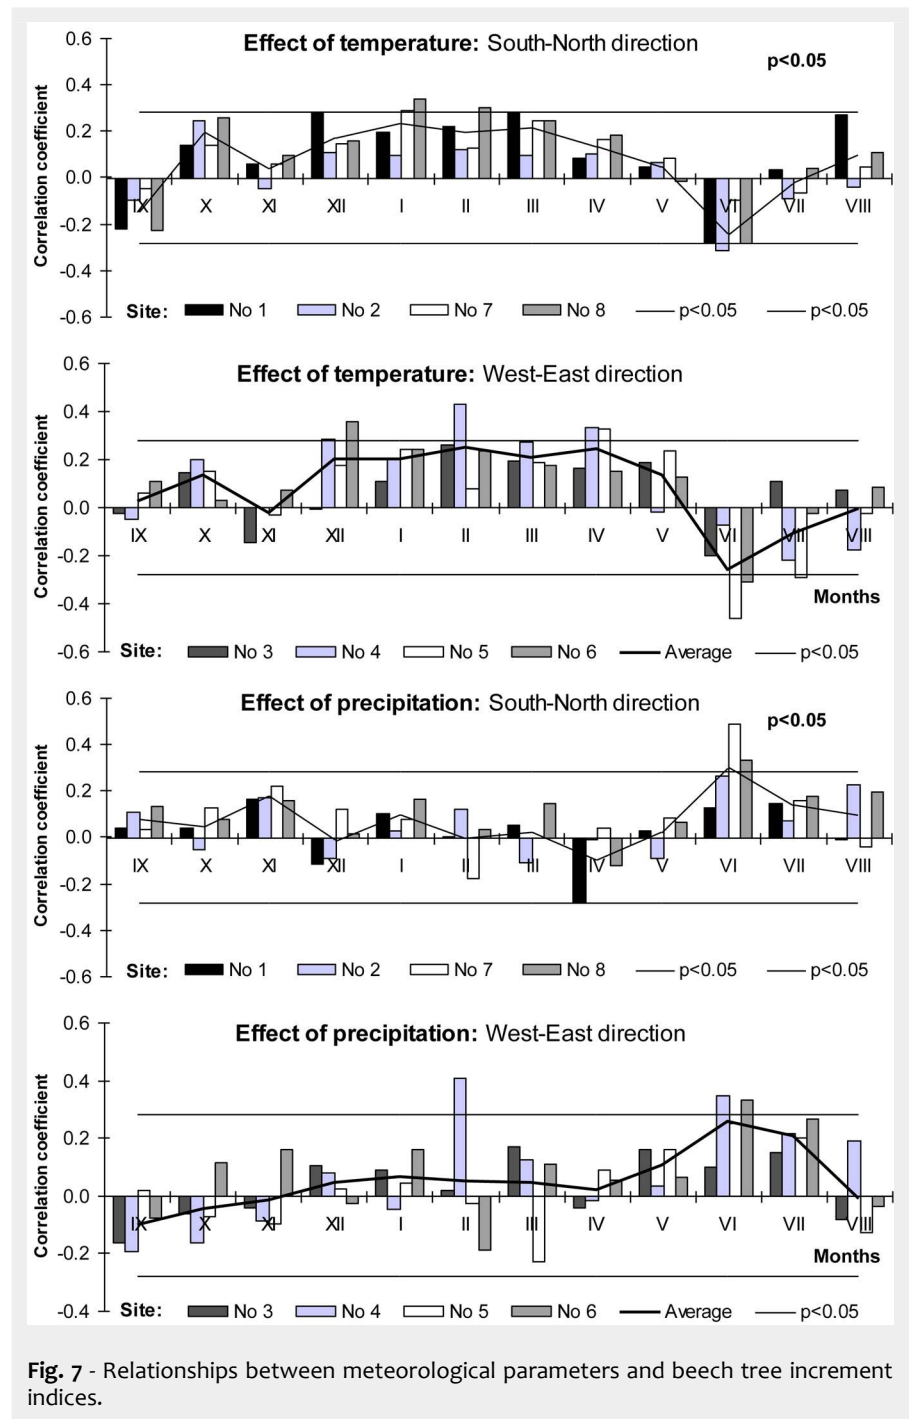 Effect of temperature: South-North direction
p<0.05
Correlation coefficient
0.6
0.4
0.2
0.0
-0.2
-0.4
-0.6
IX X XI XII I II III IV V VI VII VIII
Site: No 1 No 2 No 7 No 8 p<0.05 p<0.05
Effect of temperature: West-East direction
Correlation coefficient
0.6
0.4
0.2
0.0
-0.2
-0.4
-0.6
IX X XI XII I II III IV V VI VII VIII
Months
Site: No 3 No 4 No 5 No 6 Average p<0.05
Effect of precipitation: South-North direction
p<0.05
Correlation coefficient
0.6
0.4
0.2
0.0
-0.2
-0.4
-0.6
IX X XI XII I II III IV V VI VII VIII
Site: No 1 No 2 No 7 No 8 p<0.05 p<0.05
Effect of precipitation: West-East direction
Correlation coefficient
0.6
0.4
0.2
0.0
-0.2
-0.4
IX X XI XII I II III IV V VI VII VIII
Months
Site: No 3 No 4 No 5 No 6 Average p<0.05
Fig. 7 - Relationships between meteorological parameters and beech tree increment
indices.